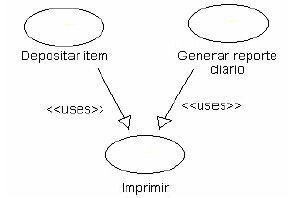 Depositar item
Generar reporte
diario
<<uses>>
<<uses>>
Imprimir